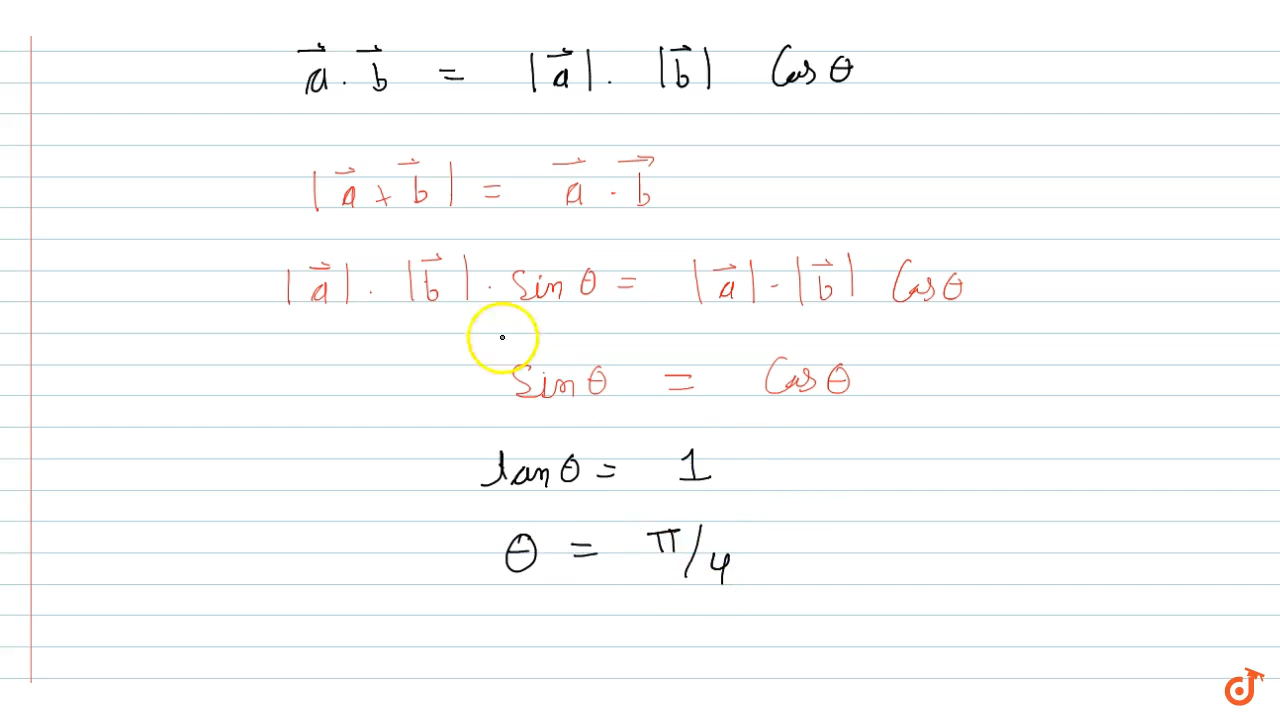 a⃗ . b⃗ = |a⃗| . |b⃗| Cos θ
|a⃗ × b⃗| = a⃗ . b⃗
|a⃗| . |b⃗| . Sin θ = |a⃗| - |b⃗| Cos θ
Sin θ = Cos θ
tan θ = 1
θ = π/4